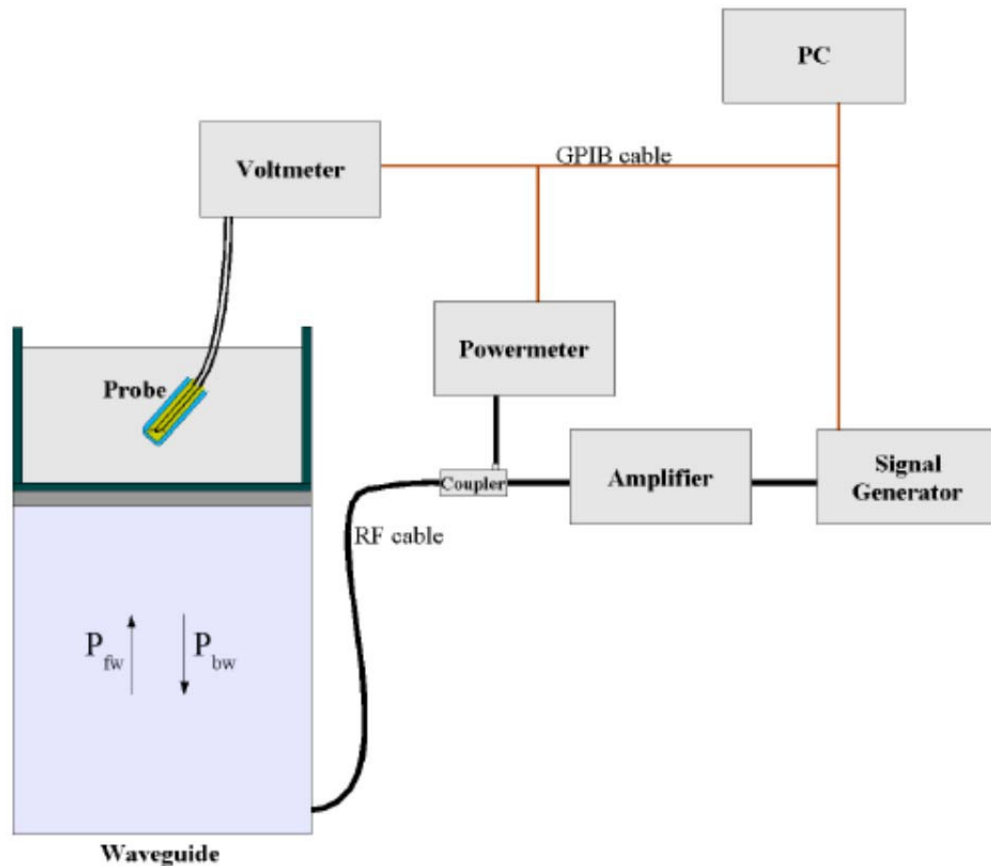 PC
Voltmeter
GPIB cable
Powermeter
Probe
Coupler
Amplifier
Signal
Generator
RF cable
P fw
P bw
Waveguide